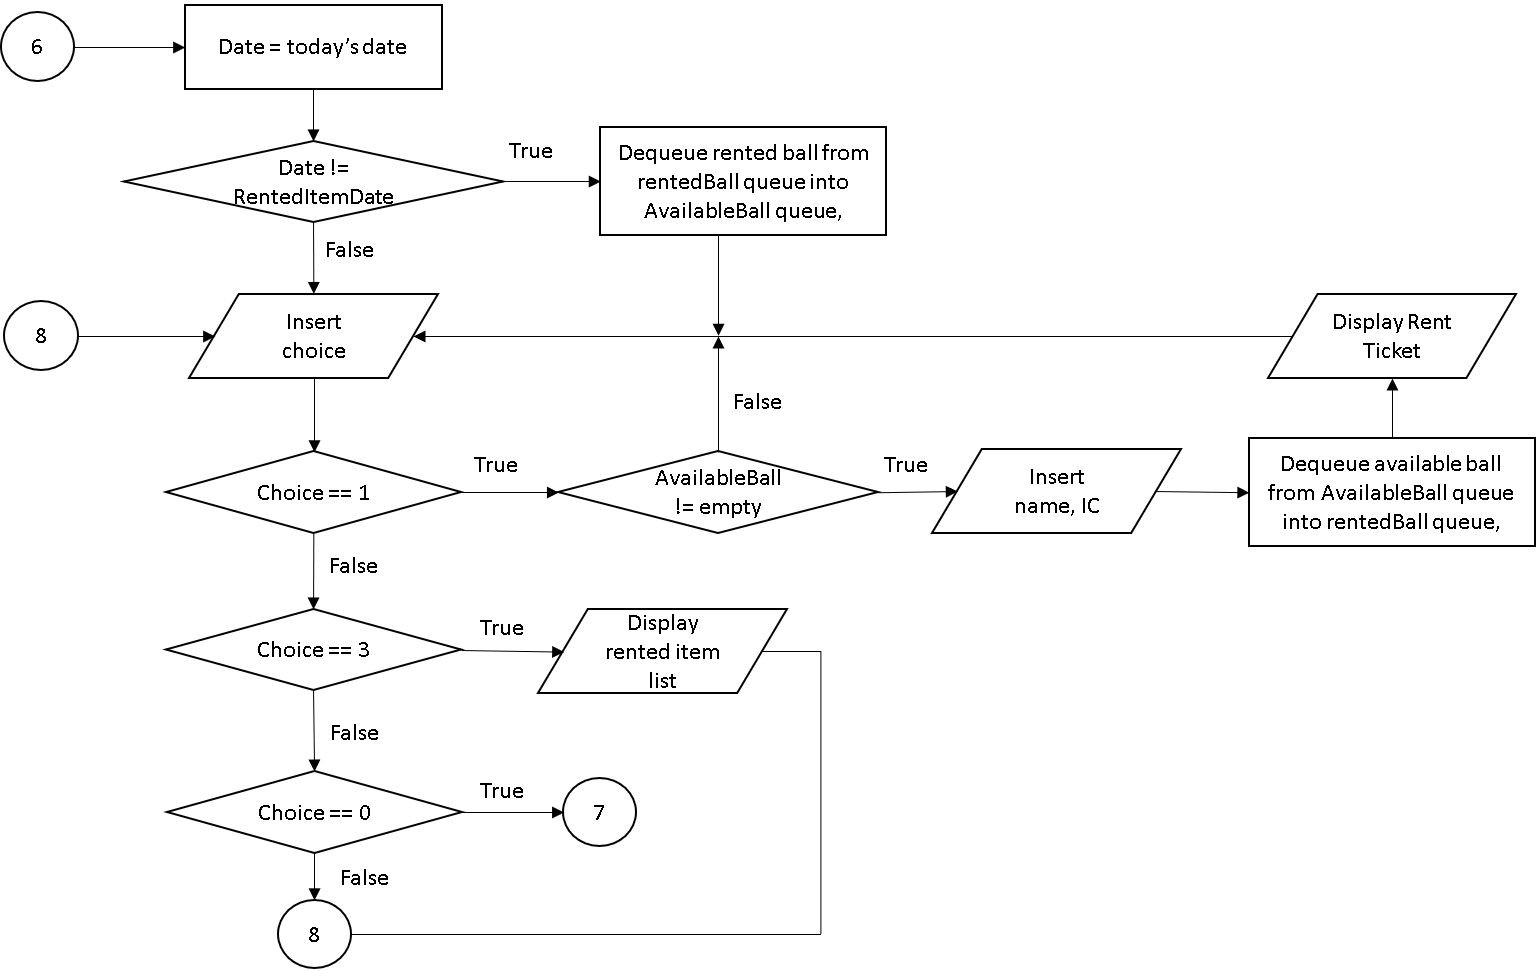 6
Date = today's date
Date !=
RentedItemDate
True
Dequeue rented ball from
rentedBall queue into
AvailableBall queue,
False
8
Insert
choice
Display Rent
Ticket
False
Choice == 1
True
AvailableBall
!= empty
True
Insert
name, IC
Dequeue available ball
from AvailableBall queue
into rentedBall queue,
False
Choice == 3
True
Display
rented item
list
False
Choice == 0
True
7
False
8